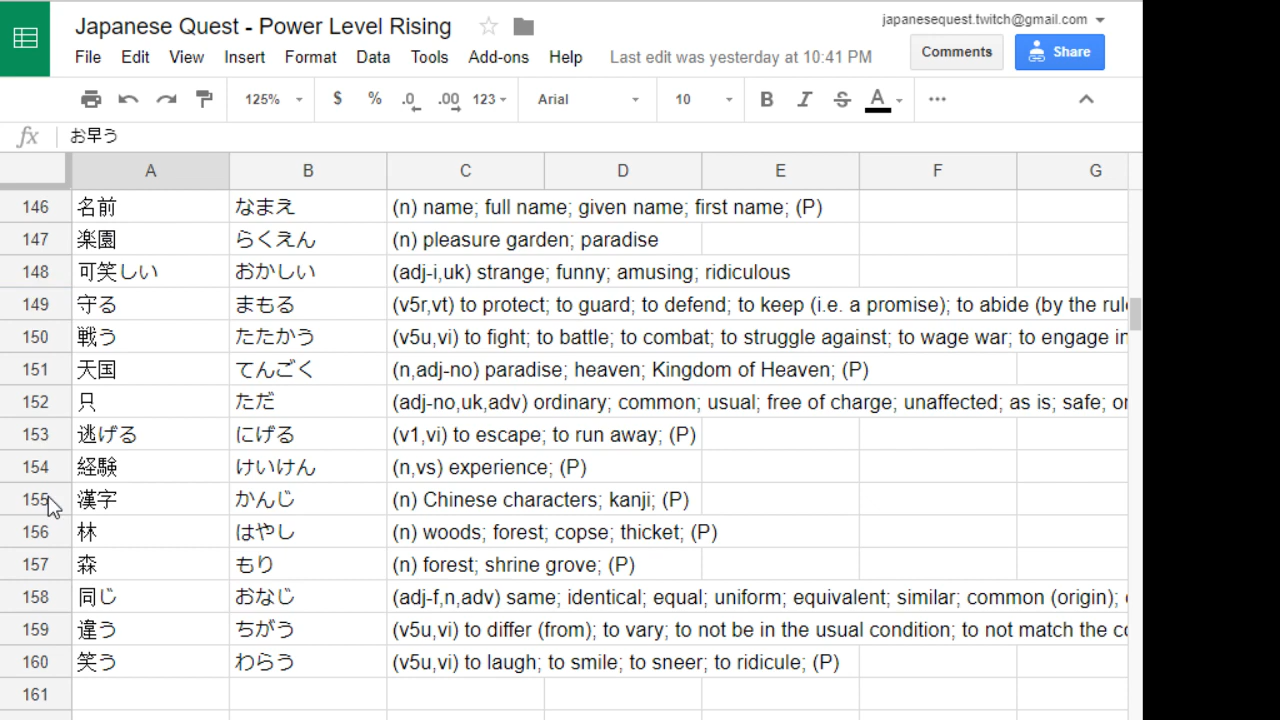 Japanese Quest - Power Level Rising
japanesequest.twitch@gmail.com
File Edit View Insert Format Data Tools Add-ons Help Last edit was yesterday at 10:41 PM
Comments Share
125% $ % .0 .00 123 Arial 10 B I S A
fx お早う
A B C D E F G
146 名前 なまえ (n) name; full name; given name; first name; (P)
147 楽園 らくえん (n) pleasure garden; paradise
148 可笑しい おかしい (adj-i,uk) strange; funny; amusing; ridiculous
149 守る まもる (v5r,vt) to protect; to guard; to defend; to keep (i.e. a promise); to abide (by the
150 戦う たたかう (v5u,vi) to fight; to battle; to combat; to struggle against; to wage war; to engage in
151 天国 てんごく (n,adj-no) paradise; heaven; Kingdom of Heaven; (P)
152 只 ただ (adj-no,uk,adv) ordinary; common; usual; free of charge; unaffected; as is; safe;
153 逃げる にげる (v1,vi) to escape; to run away; (P)
154 経験 けいけん (n,vs) experience; (P)
155 漢字 かんじ (n) Chinese characters; kanji; (P)
156 林 はやし (n) woods; forest; copse; thicket; (P)
157 森 もり (n) forest; shrine grove; (P)
158 同じ おなじ (adj-f,n,adv) same; identical; equal; uniform; equivalent; similar; common (origin);
159 違う ちがう (v5u,vi) to differ (from); to vary; to not be in the usual condition; to not match the
160 笑う わらう (v5u,vi) to laugh; to smile; to sneer; to ridicule; (P)
161